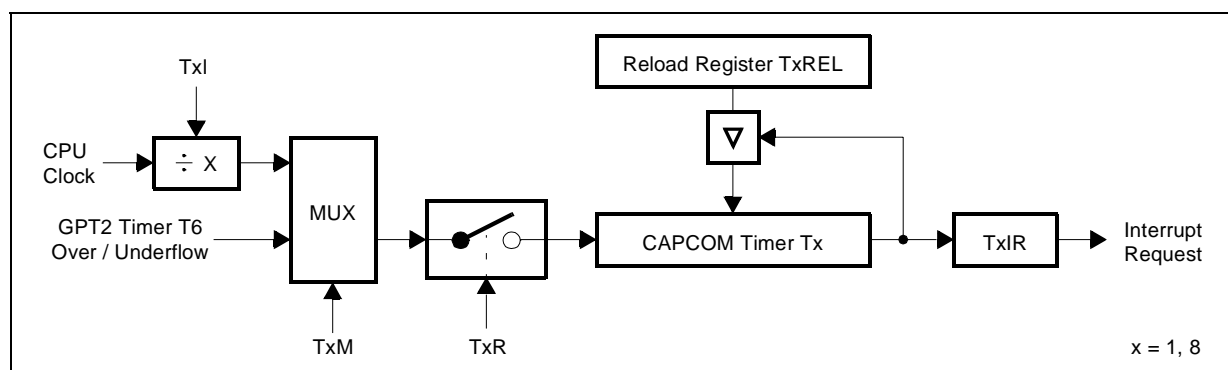 Reload Register TxREL
TxI
CPU
Clock
÷ X
MUX
GPT2 Timer T6
Over / Underflow
CAPCOM Timer Tx
TxIR
Interrupt
Request
TxM
TxR
x = 1, 8